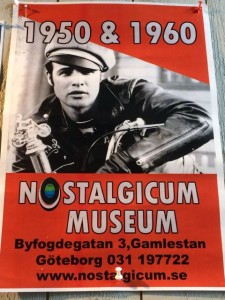 1950 & 1960
NOSTALGICUM
MUSEUM
Byfogdegatan 3,Gamlestan
Göteborg 031 197722
www.nostalgicum.se